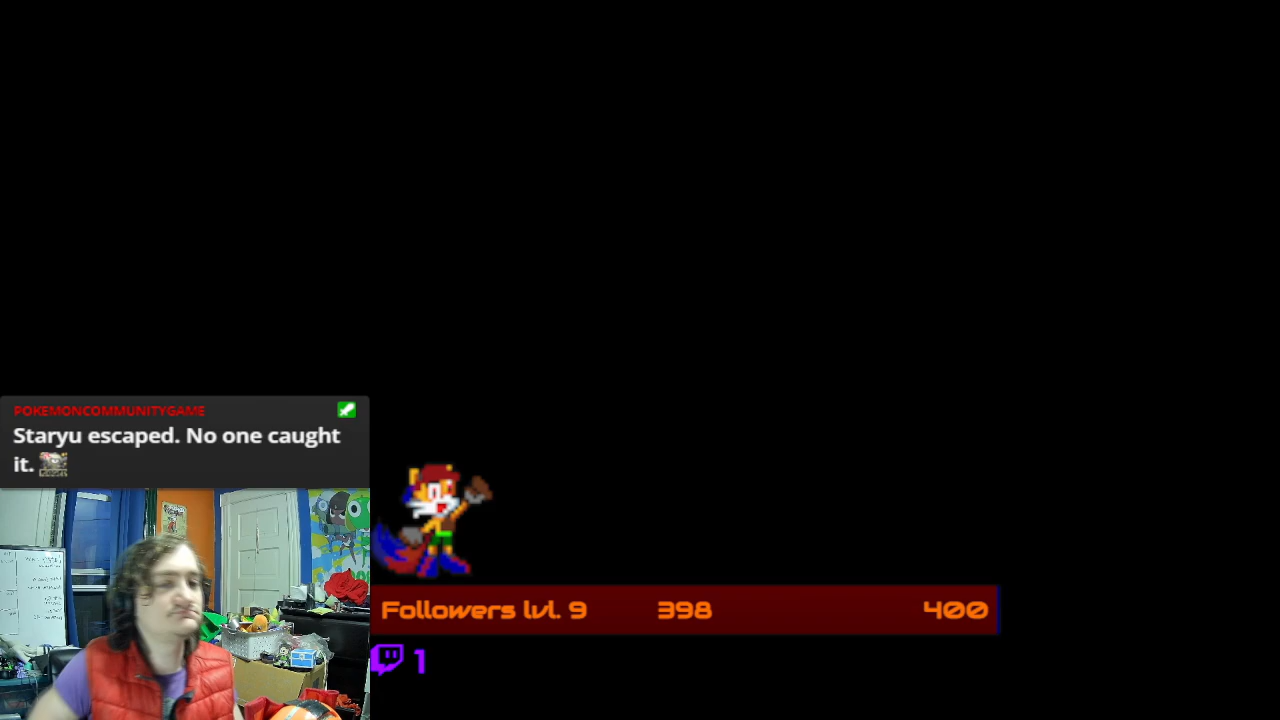 POKEMONCOMMUNITYGAME
Staryu escaped. No one caught
it.
Followers lvl. 9 398 400
1